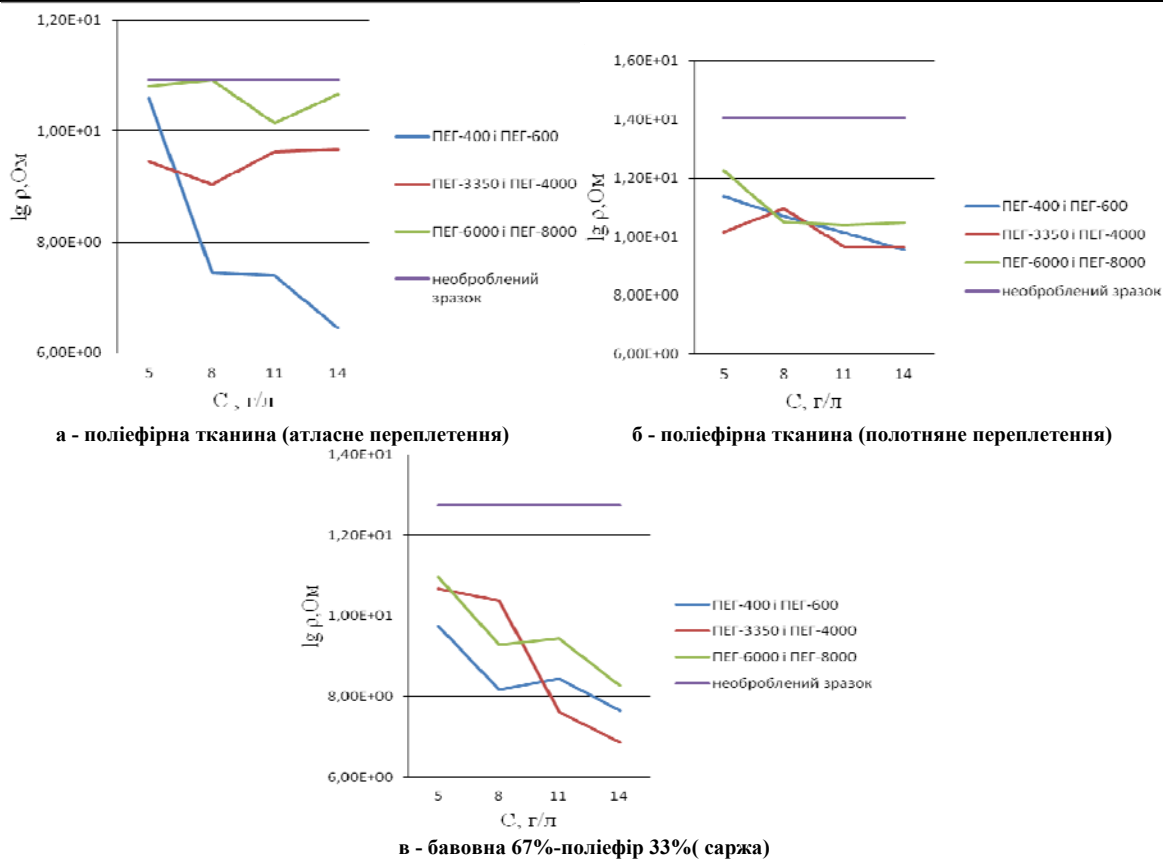 1,20E+01
1,00E+01
8,00E+00
6,00E+00
lg ρ,Ом
5 8 11 14
С , г/л
ПЕГ-400 і ПЕГ-600
ПЕГ-3350 і ПЕГ-4000
ПЕГ-6000 і ПЕГ-8000
необроблений
зразок
а - поліефірна тканина (атласне переплетення)
1,60E+01
1,40E+01
1,20E+01
1,00E+01
8,00E+00
6,00E+00
lg ρ,Ом
5 8 11 14
С, г/л
ПЕГ-400 і ПЕГ-600
ПЕГ-3350 і ПЕГ-4000
ПЕГ-6000 і ПЕГ-8000
необроблений зразок
б - поліефірна тканина (полотняне переплетення)
1,40E+01
1,20E+01
1,00E+01
8,00E+00
6,00E+00
lg ρ,Ом
5 8 11 14
С, г/л
ПЕГ-400 і ПЕГ-600
ПЕГ-3350 і ПЕГ-4000
ПЕГ-6000 і ПЕГ-8000
необроблений зразок
в - бавовна 67%-поліефір 33%( саржа)